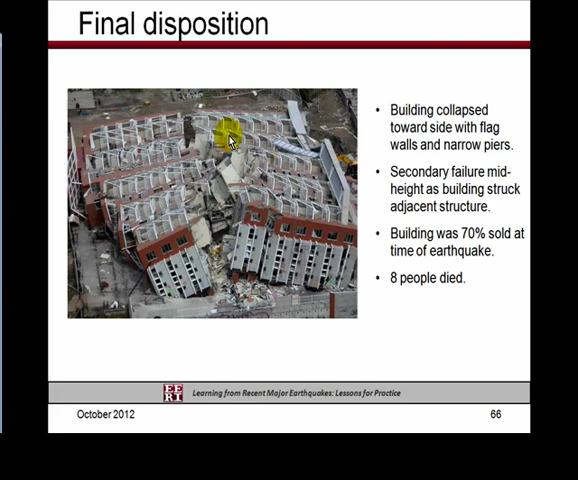 Final disposition
• Building collapsed
toward side with flag
walls and narrow piers.
• Secondary failure mid-
height as building struck
adjacent structure.
• Building was 70% sold at
time of earthquake.
• 8 people died.
EE
RI
Learning from Recent Major Earthquakes: Lessons for Practice
October 2012
66